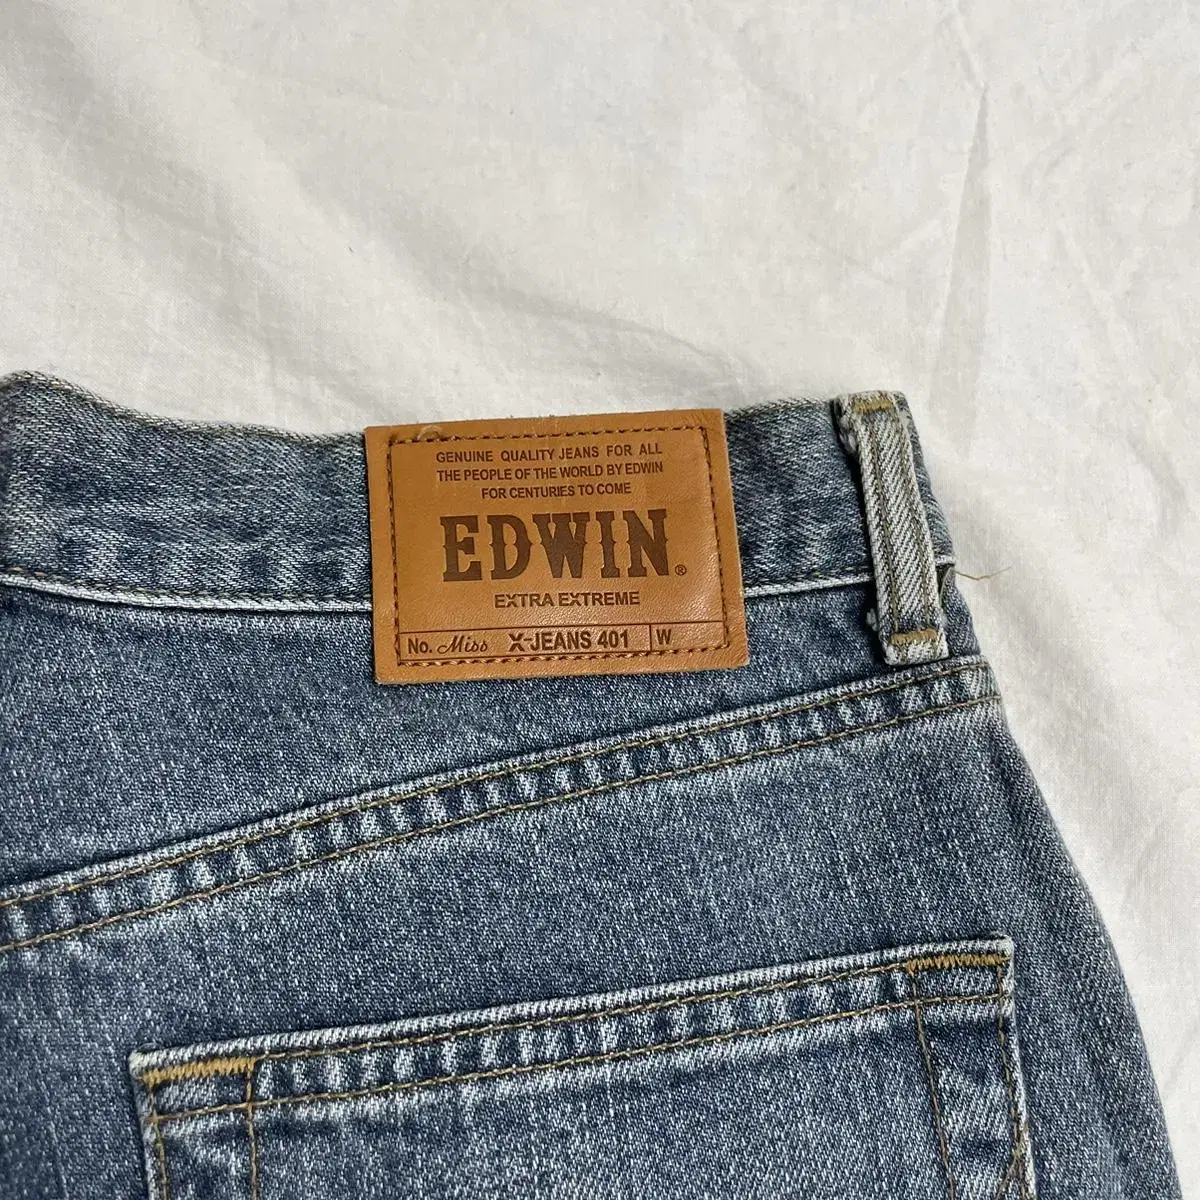 GENUINE QUALITY JEANS FOR ALL
THE PEOPLE OF THE WORLD BY EDWIN
FOR CENTURIES TO COME
EDWIN®
EXTRA EXTREME
No. Miss X-JEANS 401 W